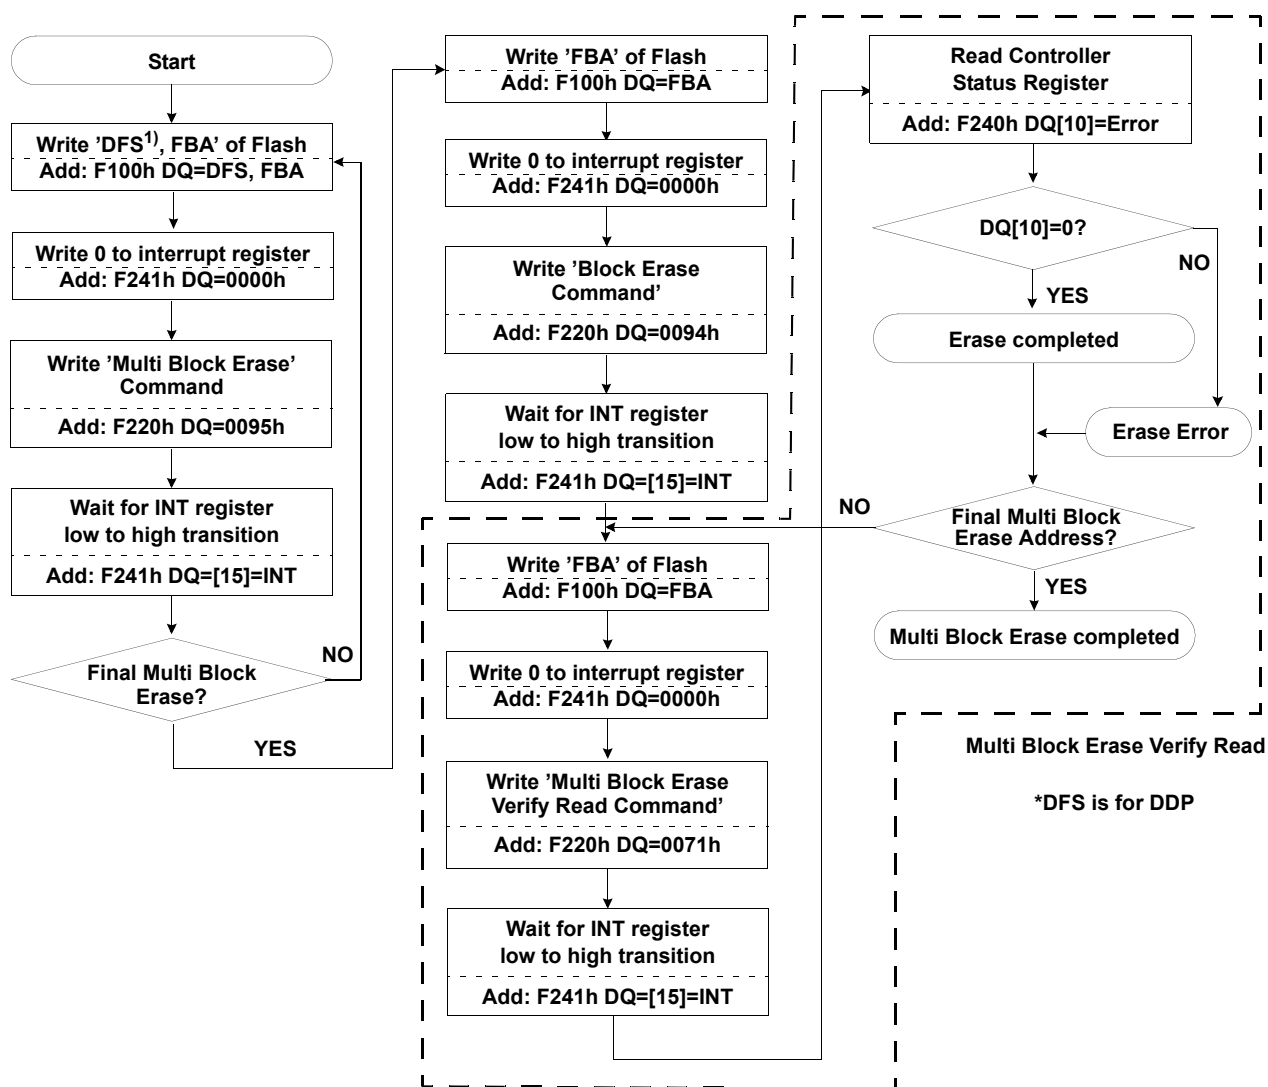 Start
Write ’DFS1), FBA’ of Flash
Add: F100h DQ=DFS, FBA
Write 0 to interrupt register
Add: F241h DQ=0000h
Write ’Multi Block Erase’
Command
Add: F220h DQ=0095h
Wait for INT register
low to high transition
Add: F241h DQ=[15]=INT
Final Multi Block
Erase?
NO
YES
Write ’FBA’ of Flash
Add: F100h DQ=FBA
Write 0 to interrupt register
Add: F241h DQ=0000h
Write ’Block Erase
Command’
Add: F220h DQ=0094h
Wait for INT register
low to high transition
Add: F241h DQ=[15]=INT
Write ’FBA’ of Flash
Add: F100h DQ=FBA
Write 0 to interrupt register
Add: F241h DQ=0000h
Write ’Multi Block Erase
Verify Read Command’
Add: F220h DQ=0071h
Wait for INT register
low to high transition
Add: F241h DQ=[15]=INT
Read Controller
Status Register
Add: F240h DQ[10]=Error
DQ[10]=0?
NO
YES
Erase completed
Erase Error
NO
Final Multi Block
Erase Address?
YES
Multi Block Erase completed
Multi Block Erase Verify Read
*DFS is for DDP